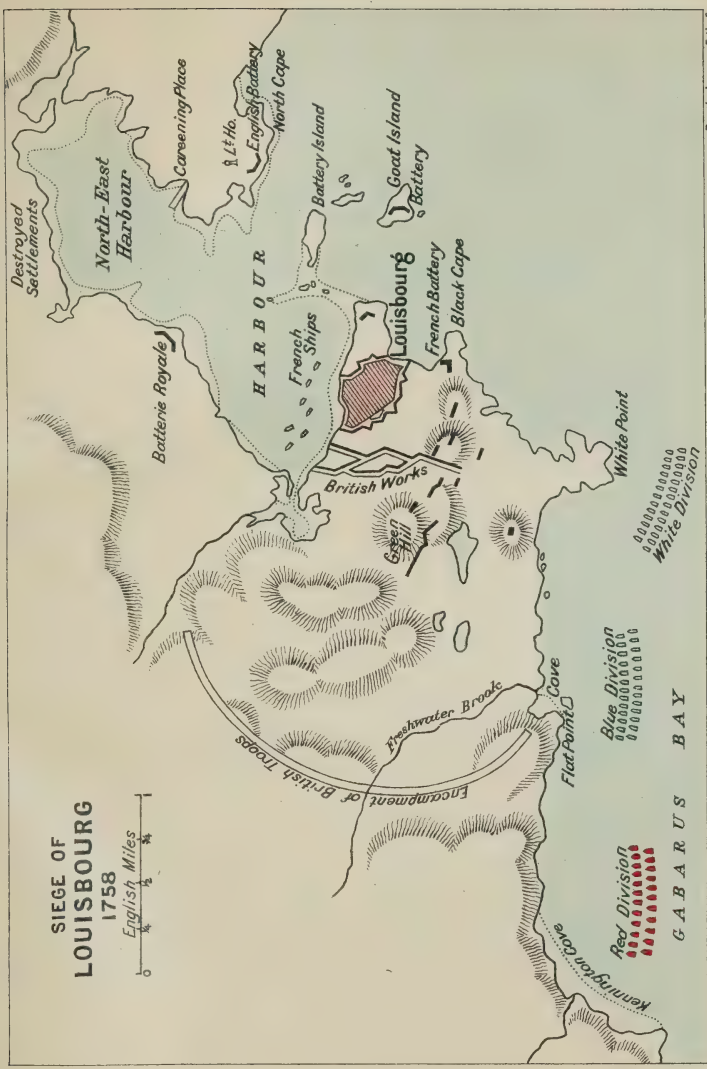 SIEGE OF
LOUISBOURG
1758
English Miles
0 ¼ ½ ¾ 1
Destroyed
Settlements
North-East
Harbour
Careening Place
Lt. Ho.
English Battery
North Cape
Batterie Royale
HARBOUR
French
Ships
Battery Island
Goat Island
Battery
Louisbourg
French Battery
Black Cape
British Works
Green
Hill
White Point
White Division
Encampment of British Troops
Freshwater Brook
Cove
Flat Point
Blue Division
Red Division
Kennington Cove
GABARUS BAY